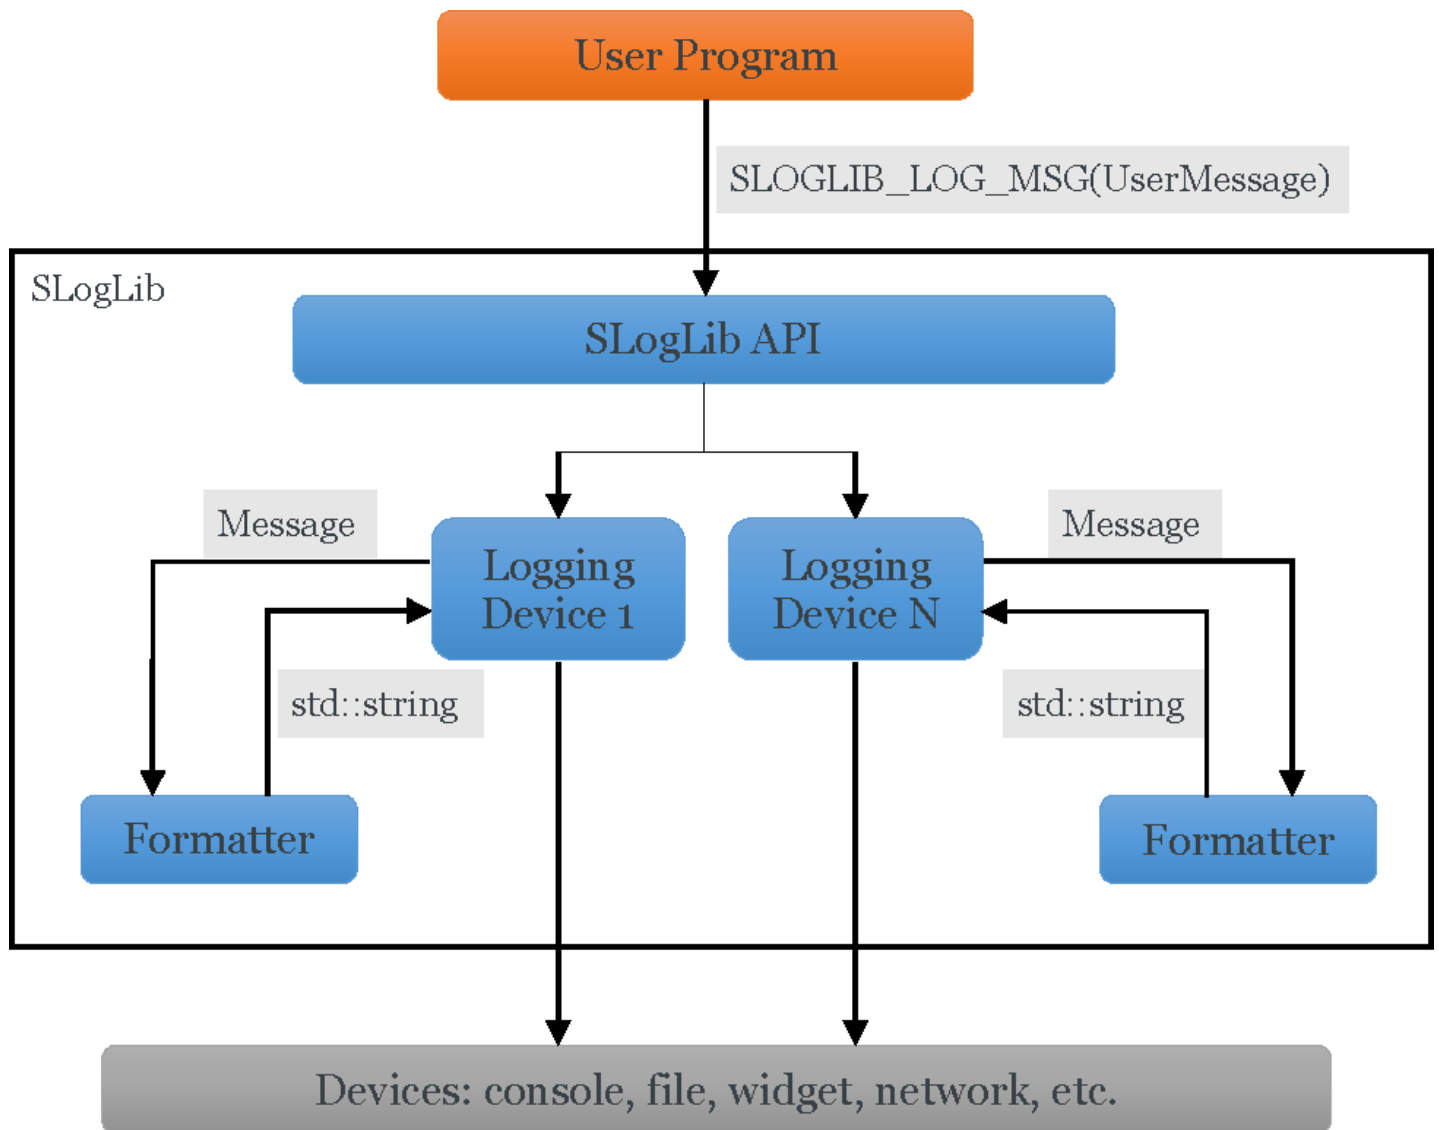 User Program
SLOGLIB_LOG_MSG(UserMessage)
SLogLib
SLogLib API
Message
Logging
Device 1
Logging
Device N
Message
std::string
std::string
Formatter
Formatter
Devices: console, file, widget, network, etc.